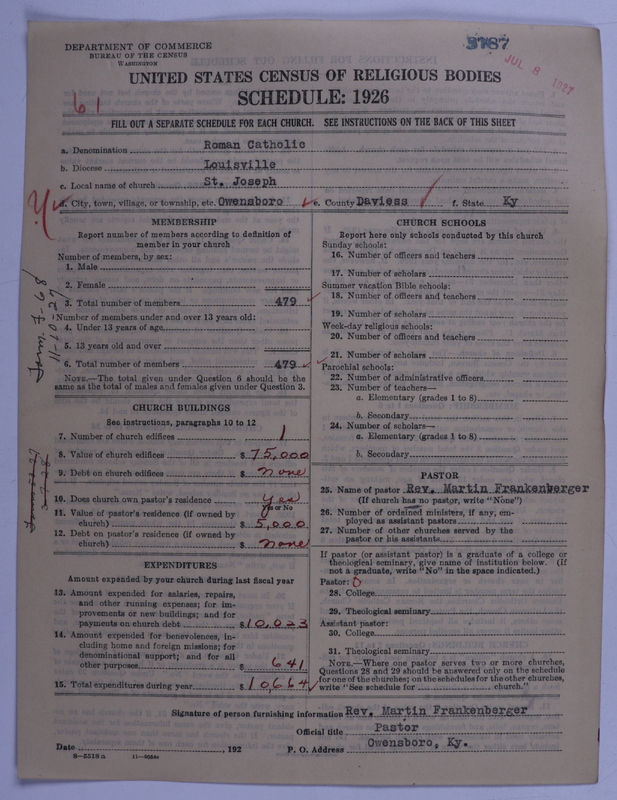 DEPARTMENT OF COMMERCE
BUREAU OF THE CENSUS
WASHINGTON
3787
JUL 8 1927
UNITED STATES CENSUS OF RELIGIOUS BODIES
SCHEDULE: 1926
61
FILL OUT A SEPARATE SCHEDULE FOR EACH CHURCH. SEE INSTRUCTIONS ON THE BACK OF THIS SHEET
a. Denomination Roman Catholic
b. Diocese Louisville
c. Local name of church St. Joseph
d. City, town, village, or township, etc. Owensboro e. County Daviess f. State Ky
MEMBERSHIP
Report number of members according to definition of
member in your church
Number of members, by sex:
1. Male
2. Female
3. Total number of members 479
Number of members under and over 13 years old:
4. Under 13 years of age
5. 13 years old and over
6. Total number of members 479
NOTE.—The total given under Question 6 should be the
same as the total of males and females given under Question 3.
CHURCH BUILDINGS
See instructions, paragraphs 10 to 12
7. Number of church edifices 1
8. Value of church edifices $ 75,000
9. Debt on church edifices $ none
10. Does church own pastor's residence yes
Yes or No
11. Value of pastor's residence (if owned by
church) $ 5,000
12. Debt on pastor's residence (if owned by
church) $ none
EXPENDITURES
Amount expended by your church during last fiscal year
13. Amount expended for salaries, repairs,
and other running expenses; for im-
provements or new buildings; and for
payments on church debt $ 10,023
14. Amount expended for benevolences, in-
cluding home and foreign missions; for
denominational support; and for all
other purposes $ 641
15. Total expenditures during year $ 10,664
CHURCH SCHOOLS
Report here only schools conducted by this church
Sunday schools:
16. Number of officers and teachers
17. Number of scholars
Summer vacation Bible schools:
18. Number of officers and teachers
19. Number of scholars
Week-day religious schools:
20. Number of officers and teachers
21. Number of scholars
Parochial schools:
22. Number of administrative officers
23. Number of teachers—
a. Elementary (grades 1 to 8)
b. Secondary
24. Number of scholars—
a. Elementary (grades 1 to 8)
b. Secondary
PASTOR
25. Name of pastor Rev. Martin Frankenberger
(If church has no pastor, write "None")
26. Number of ordained ministers, if any, em-
ployed as assistant pastors
27. Number of other churches served by the
pastor or his assistants
If pastor (or assistant pastor) is a graduate of a college or
theological seminary, give name of institution below. (If
not a graduate, write "No" in the space indicated.)
Pastor: 0
28. College
29. Theological seminary
Assistant pastor:
30. College
31. Theological seminary
NOTE.—Where one pastor serves two or more churches,
Questions 28 and 29 should be answered only on the schedule
for one of the churches; on the schedules for the other churches,
write "See schedule for church."
Signature of person furnishing information Rev. Martin Frankenberger
Official title Pastor
Date , 192 P. O. Address Owensboro, Ky.
8—5518a 11—9084a